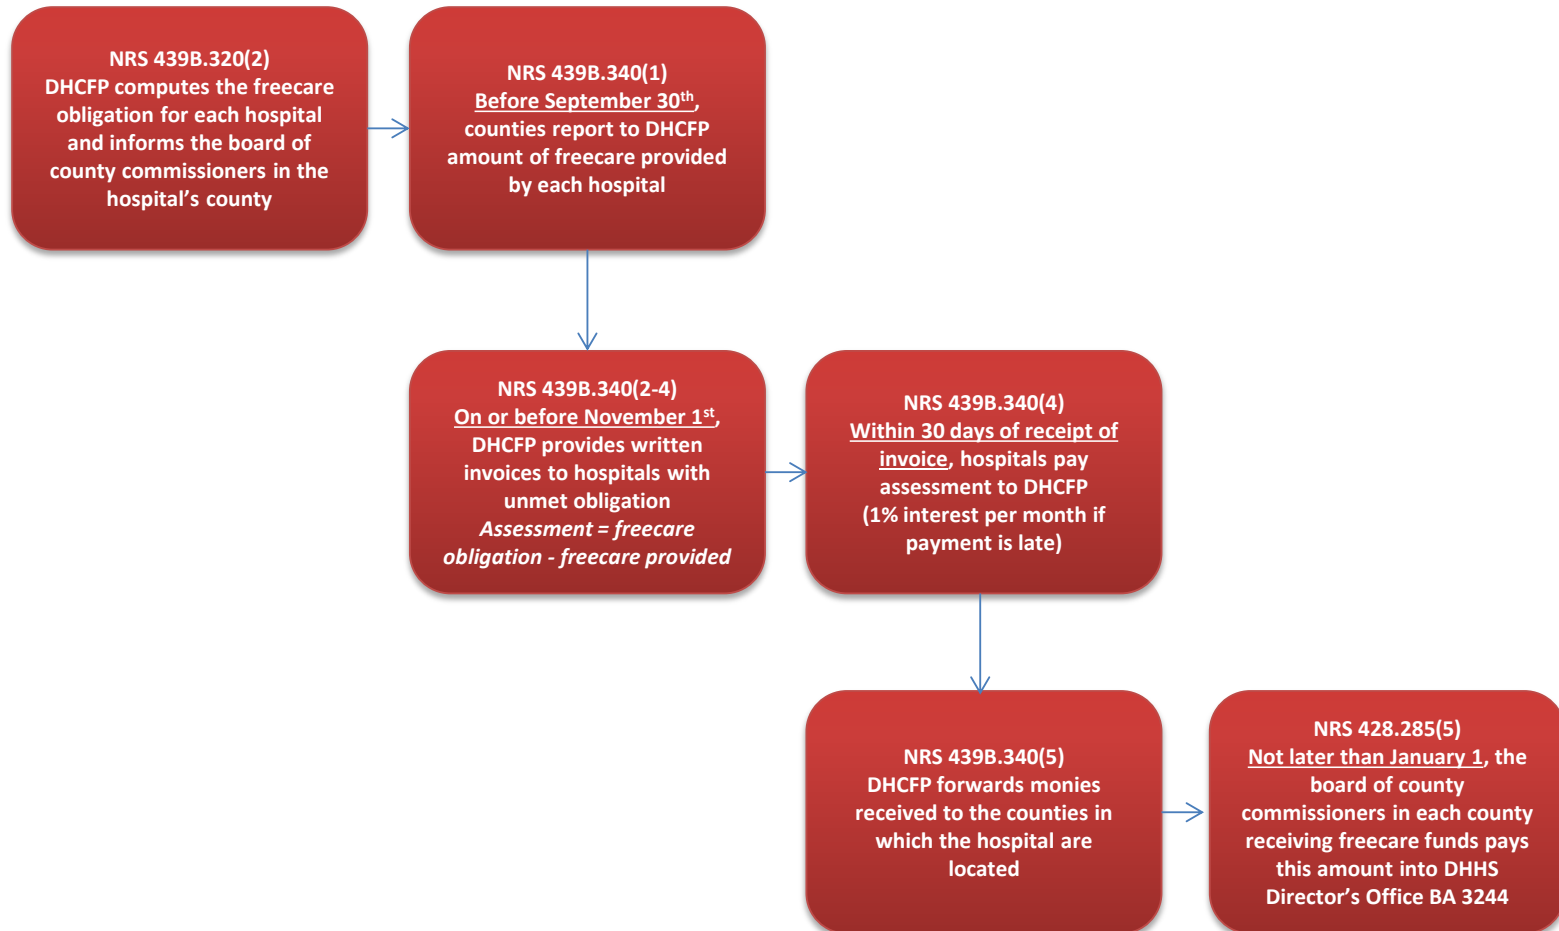 NRS 439B.320(2)
DHCFP computes the freecare
obligation for each hospital
and informs the board of
county commissioners in the
hospital’s county
NRS 439B.340(1)
Before September 30th,
counties report to DHCFP
amount of freecare provided
by each hospital
NRS 439B.340(2-4)
On or before November 1st,
DHCFP provides written
invoices to hospitals with
unmet obligation
Assessment = freecare
obligation - freecare provided
NRS 439B.340(4)
Within 30 days of receipt of
invoice, hospitals pay
assessment to DHCFP
(1% interest per month if
payment is late)
NRS 439B.340(5)
DHCFP forwards monies
received to the counties in
which the hospital are
located
NRS 428.285(5)
Not later than January 1, the
board of county
commissioners in each county
receiving freecare funds pays
this amount into DHHS
Director’s Office BA 3244